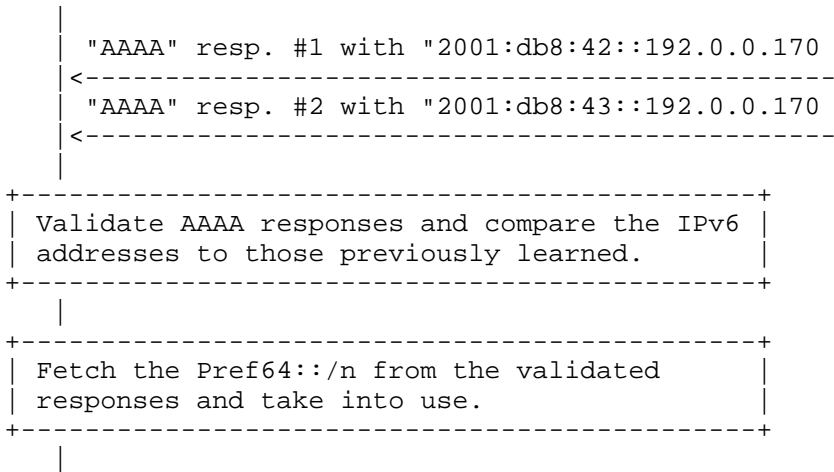 "AAAA" resp. #1 with "2001:db8:42::192.0.0.170
"AAAA" resp. #2 with "2001:db8:43::192.0.0.170
Validate AAAA responses and compare the IPv6
addresses to those previously learned.
Fetch the Pref64::/n from the validated
responses and take into use.